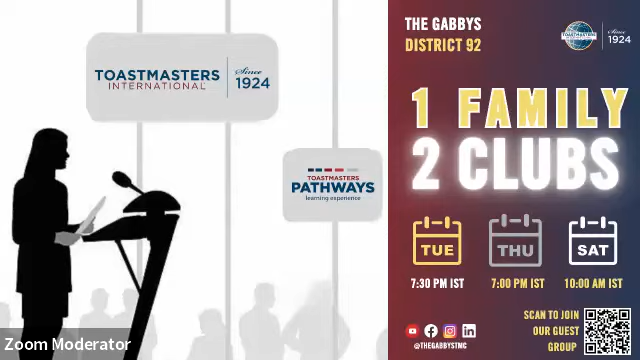 TOASTMASTERS
INTERNATIONAL
Since
1924
TOASTMASTERS
PATHWAYS
learning experience
Zoom Moderator
THE GABBYS
DISTRICT 92
TOASTMASTERS
Since
1924
1 FAMILY
2 CLUBS
TUE
THU
SAT
7:30 PM IST
7:00 PM IST
10:00 AM IST
@THEGABBYSTMC
SCAN TO JOIN
OUR GUEST
GROUP